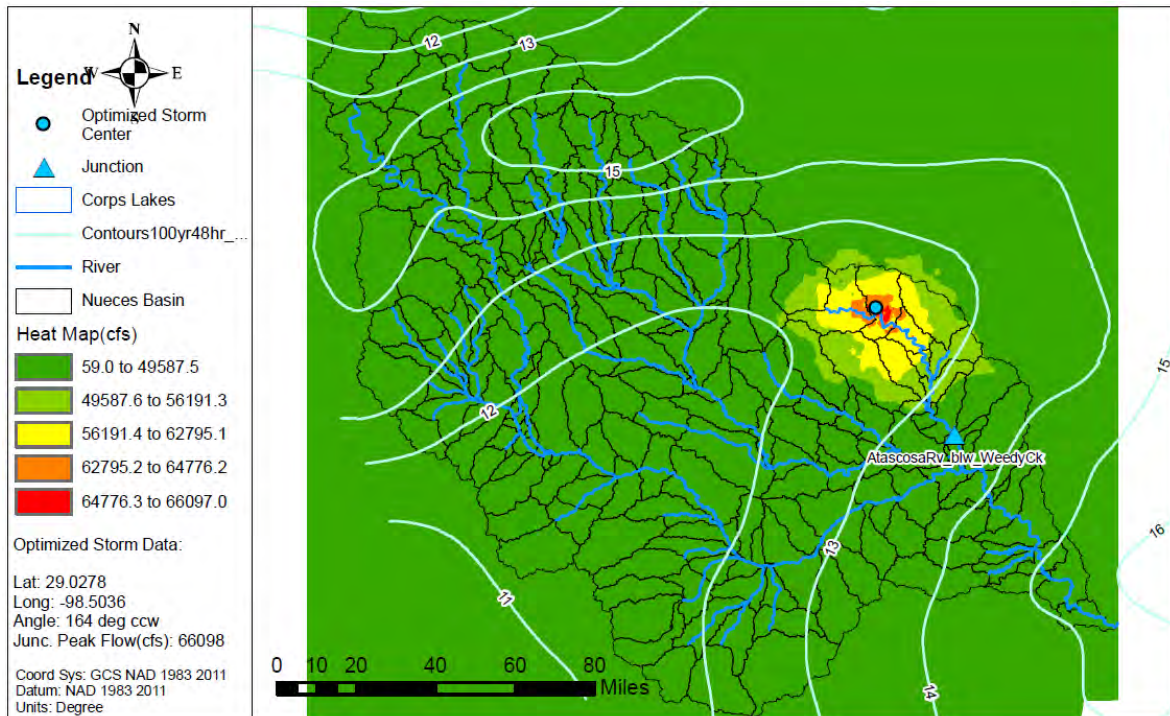 Legend
N
W
E
S
Optimized Storm
Center
Junction
Corps Lakes
Contours100yr48hr_...
River
Nueces Basin
Heat Map(cfs)
59.0 to 49587.5
49587.6 to 56191.3
56191.4 to 62795.1
62795.2 to 64776.2
64776.3 to 66097.0
Optimized Storm Data:
Lat: 29.0278
Long: -98.5036
Angle: 164 deg ccw
Junc. Peak Flow(cfs): 66098
Coord Sys: GCS NAD 1983 2011
Datum: NAD 1983 2011
Units: Degree
12
13
15
15
12
AtascosaRv_blw_WeedyCk
16
13
11
14
0 10 20 40 60 80
Miles